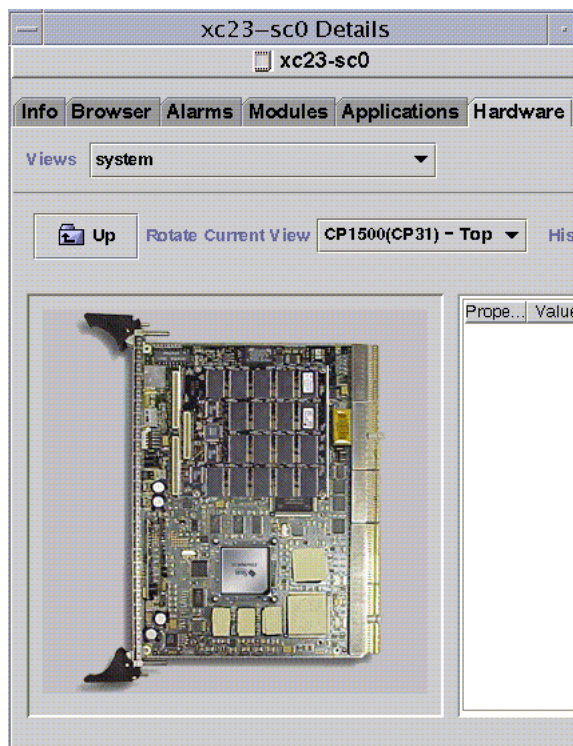 xc23-sc0 Details
xc23-sc0
Info Browser Alarms Modules Applications Hardware
Views system
Up Rotate Current View CP1500(CP31) - Top His
Prope... Value